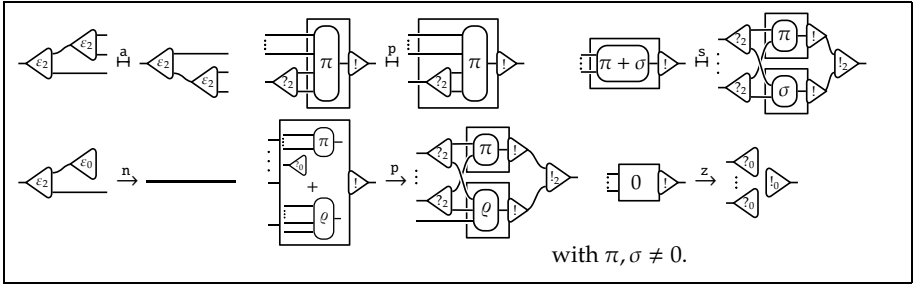 ε₂ ε₂ a ε₂ ε₂ ?₂ π ! p ?₂ π ! π + σ ! s ?₂ ?₂ π σ ! ! !₂
ε₂ ε₀ n π ?₀ + ϱ ! p ?₂ ?₂ π ϱ ! ! !₂ 0 ! z ?₀ ?₀ !₀
with π, σ ≠ 0.